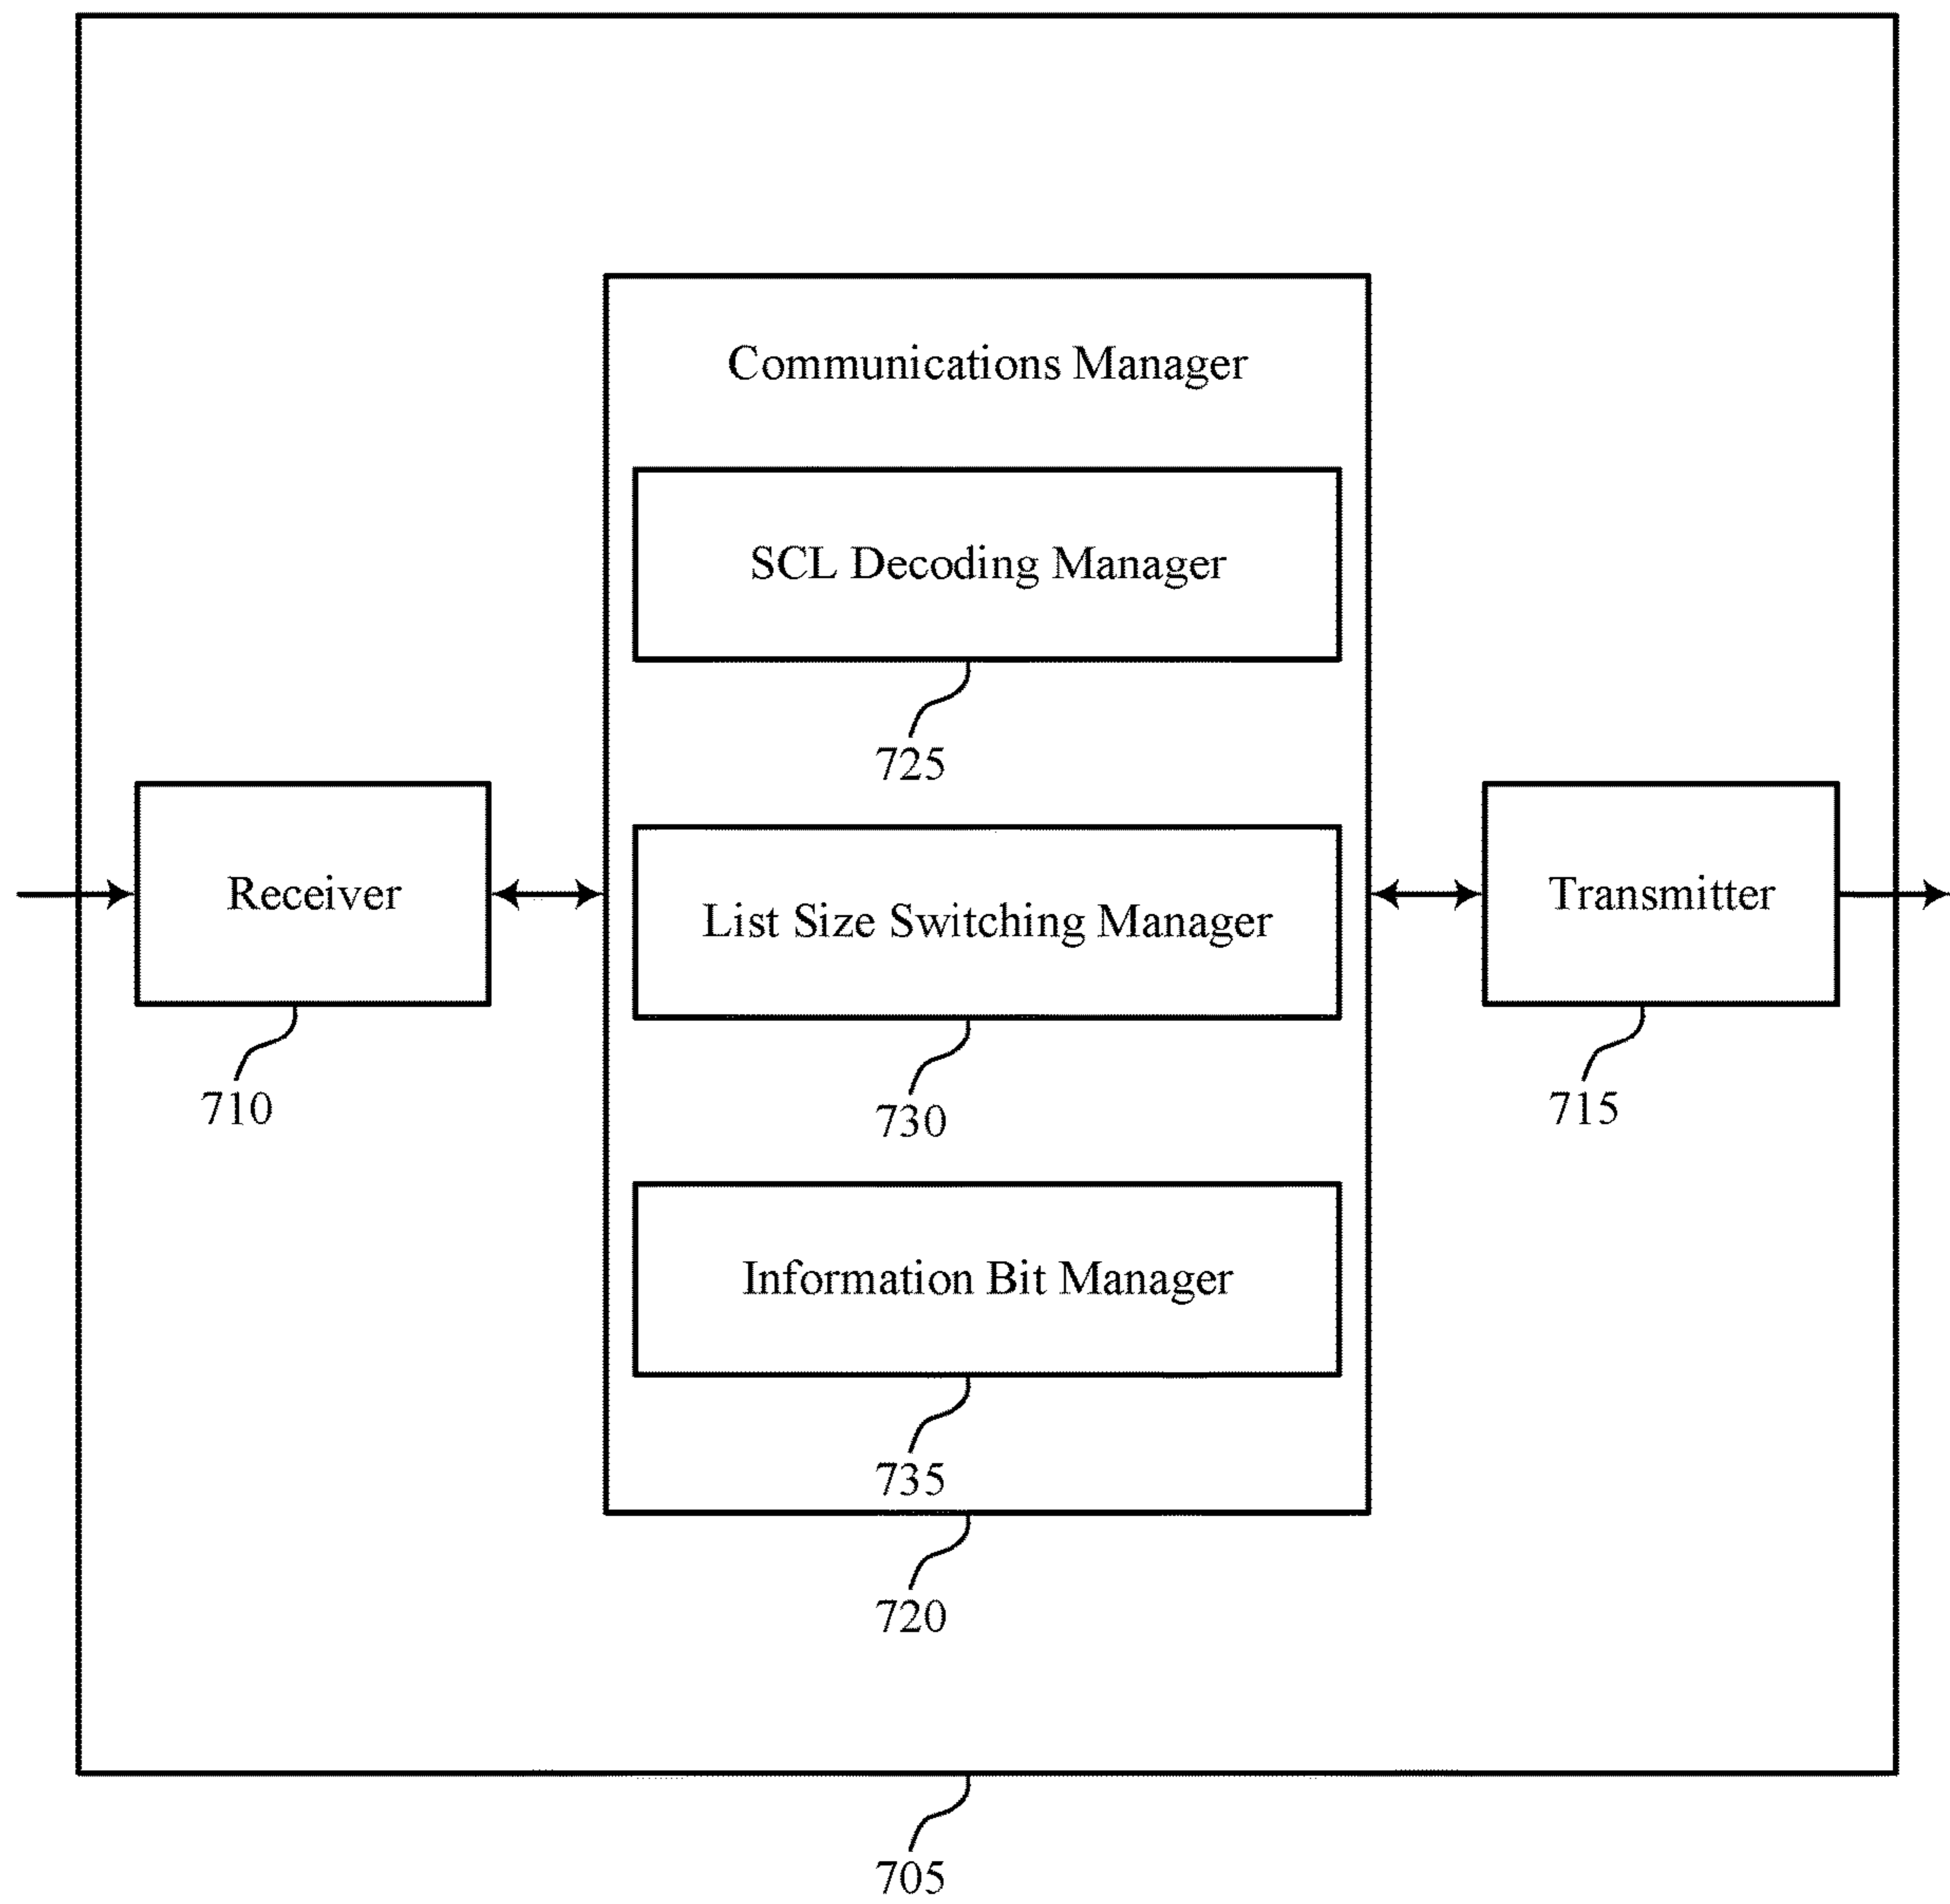 Communications Manager
SCL Decoding Manager
725
Receiver
List Size Switching Manager
Transmitter
710
730
715
Information Bit Manager
735
720
705